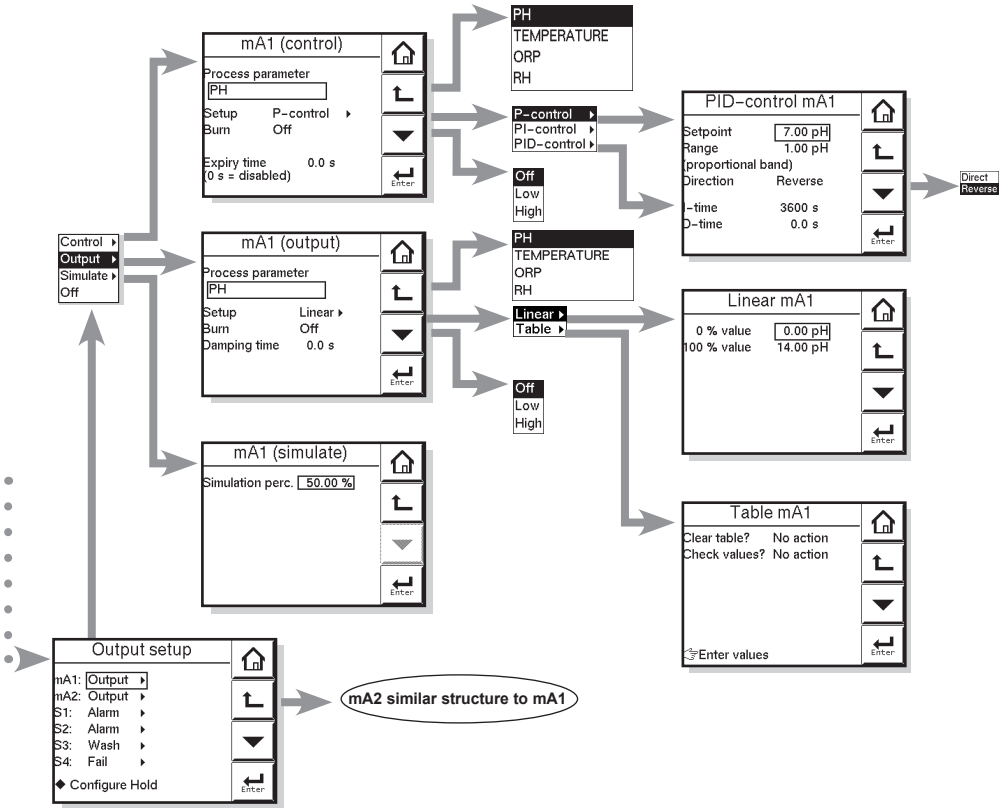 mA1 (control)
Process parameter
PH
Setup P-control
Burn Off
Expiry time 0.0 s
(0 s = disabled)
Enter
PH
TEMPERATURE
ORP
RH
P-control
PI-control
PID-control
Off
Low
High
PID-control mA1
Setpoint 7.00 pH
Range 1.00 pH
(proportional band)
Direction Reverse
I-time 3600 s
D-time 0.0 s
Enter
Direct
Reverse
Control
Output
Simulate
Off
mA1 (output)
Process parameter
PH
Setup Linear
Burn Off
Damping time 0.0 s
Enter
PH
TEMPERATURE
ORP
RH
Linear
Table
Off
Low
High
Linear mA1
0 % value 0.00 pH
100 % value 14.00 pH
Enter
mA1 (simulate)
Simulation perc. 50.00 %
Enter
Table mA1
Clear table? No action
Check values? No action
Enter values
Enter
Output setup
mA1: Output
mA2: Output
S1: Alarm
S2: Alarm
S3: Wash
S4: Fail
Configure Hold
Enter
mA2 similar structure to mA1